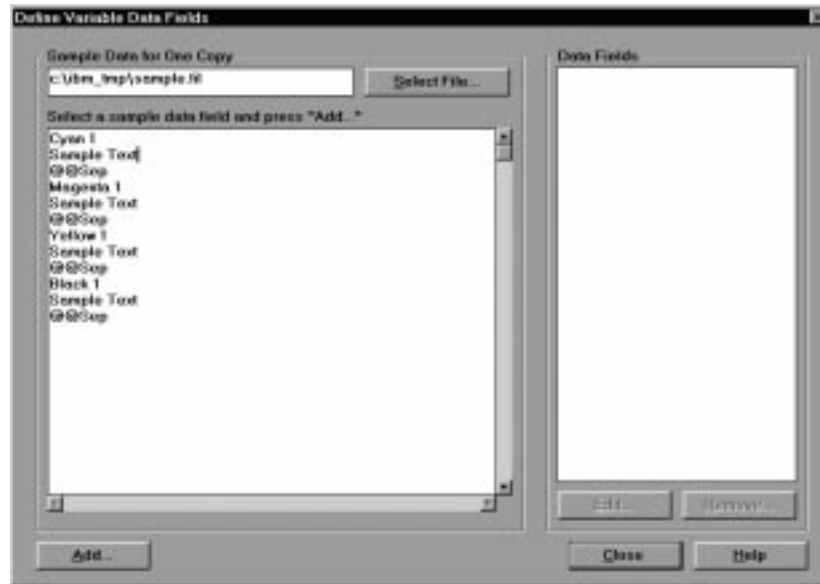 Define Variable Data Fields
Sample Data for One Copy
c:\ibm_tmp\sample.fil
Select File...
Select a sample data field and press "Add..."
Cyan 1
Sample Text
@@Sep
Magenta 1
Sample Text
@@Sep
Yellow 1
Sample Text
@@Sep
Black 1
Sample Text
@@Sep
Add...
Data Fields
Edit...
Remove...
Close
Help